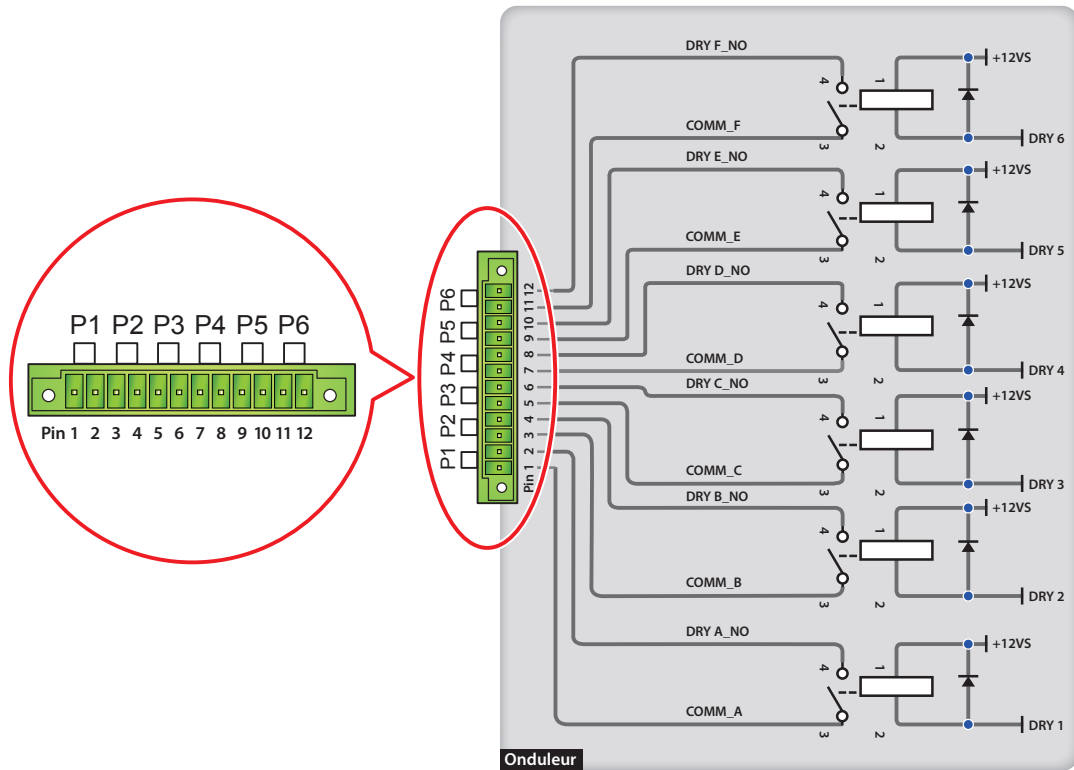 P1 P2 P3 P4 P5 P6
Pin 1 2 3 4 5 6 7 8 9 10 11 12
P6
P5
P4
P3
P2
P1
12
11
10
9
8
7
6
5
4
3
2
Pin 1
DRY F_NO
4
1
+12VS
COMM_F
3
2
DRY 6
DRY E_NO
4
1
+12VS
COMM_E
3
2
DRY 5
DRY D_NO
4
1
+12VS
COMM_D
3
2
DRY 4
DRY C_NO
4
1
+12VS
COMM_C
3
2
DRY 3
DRY B_NO
4
1
+12VS
COMM_B
3
2
DRY 2
DRY A_NO
4
1
+12VS
COMM_A
3
2
DRY 1
Onduleur